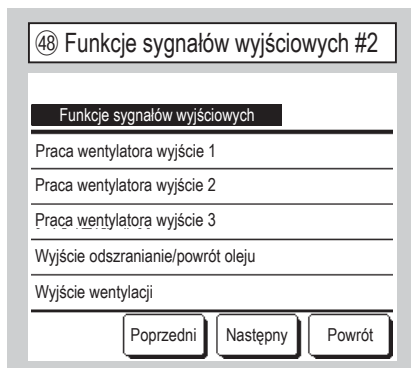 ㊽ Funkcje sygnałów wyjściowych #2
Funkcje sygnałów wyjściowych
Praca wentylatora wyjście 1
Praca wentylatora wyjście 2
Praca wentylatora wyjście 3
Wyjście odszranianie/powrót oleju
Wyjście wentylacji
Poprzedni Następny Powrót